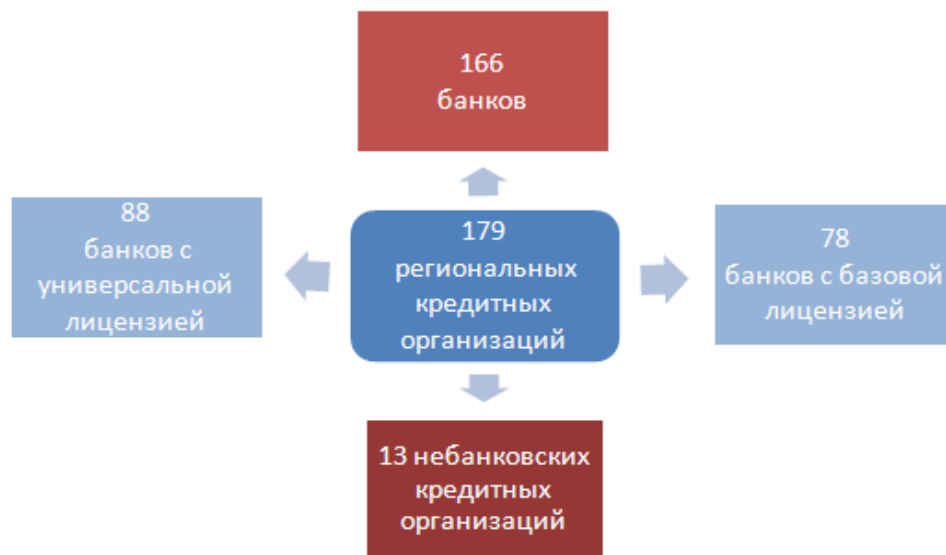 166
банков
88
банков с
универсальной
лицензией
179
региональных
кредитных
организаций
78
банков с базовой
лицензией
13 небанковских
кредитных
организаций